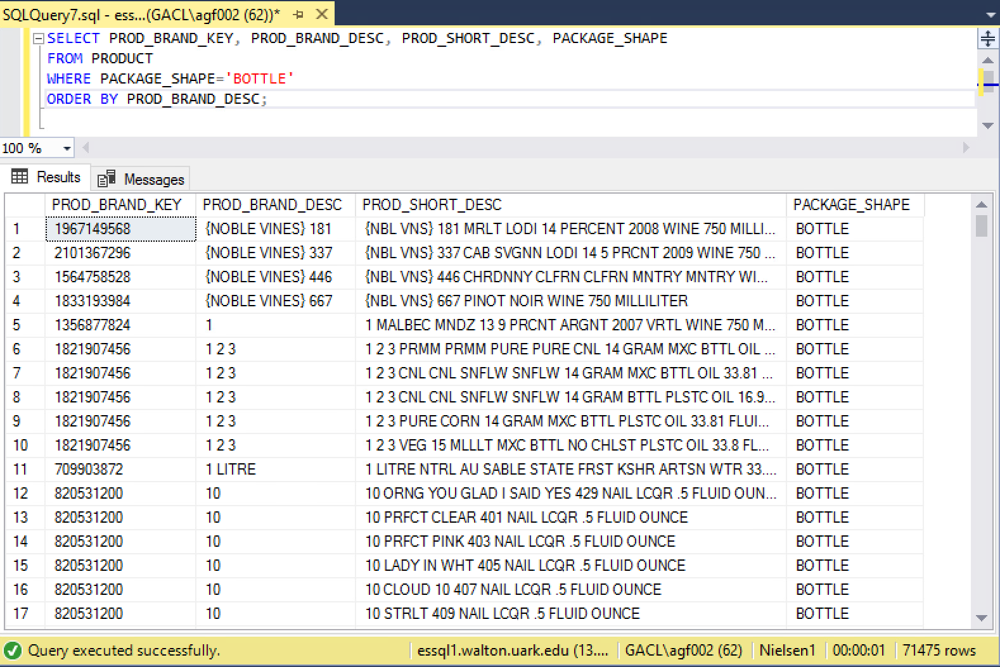 SQLQuery7.sql - ess...(GACL\agf002 (62))*
SELECT PROD_BRAND_KEY, PROD_BRAND_DESC, PROD_SHORT_DESC, PACKAGE_SHAPE
FROM PRODUCT
WHERE PACKAGE_SHAPE='BOTTLE'
ORDER BY PROD_BRAND_DESC;
100 %
Results Messages
PROD_BRAND_KEY PROD_BRAND_DESC PROD_SHORT_DESC PACKAGE_SHAPE
1 1967149568 {NOBLE VINES} 181 {NBL VNS} 181 MRLT LODI 14 PERCENT 2008 WINE 750 MILLI... BOTTLE
2 2101367296 {NOBLE VINES} 337 {NBL VNS} 337 CAB SVGNN LODI 14 5 PRCNT 2009 WINE 750 ... BOTTLE
3 1564758528 {NOBLE VINES} 446 {NBL VNS} 446 CHRDNNY CLFRN CLFRN MNTRY MNTRY WI... BOTTLE
4 1833193984 {NOBLE VINES} 667 {NBL VNS} 667 PINOT NOIR WINE 750 MILLILITER BOTTLE
5 1356877824 1 1 MALBEC MNDZ 13 9 PRCNT ARGNT 2007 VRTL WINE 750 M... BOTTLE
6 1821907456 1 2 3 1 2 3 PRMM PRMM PURE PURE CNL 14 GRAM MXC BTTL OIL ... BOTTLE
7 1821907456 1 2 3 1 2 3 CNL CNL SNFLW SNFLW 14 GRAM MXC BTTL OIL 33.81 ... BOTTLE
8 1821907456 1 2 3 1 2 3 CNL CNL SNFLW SNFLW 14 GRAM BTTL PLSTC OIL 16.9... BOTTLE
9 1821907456 1 2 3 1 2 3 PURE CORN 14 GRAM MXC BTTL PLSTC OIL 33.81 FLUI... BOTTLE
10 1821907456 1 2 3 1 2 3 VEG 15 MLLLT MXC BTTL NO CHLST PLSTC OIL 33.8 FL... BOTTLE
11 709903872 1 LITRE 1 LITRE NTRL AU SABLE STATE FRST KSHR ARTSN WTR 33.... BOTTLE
12 820531200 10 10 ORNG YOU GLAD I SAID YES 429 NAIL LCQR .5 FLUID OUN... BOTTLE
13 820531200 10 10 PRFCT CLEAR 401 NAIL LCQR .5 FLUID OUNCE BOTTLE
14 820531200 10 10 PRFCT PINK 403 NAIL LCQR .5 FLUID OUNCE BOTTLE
15 820531200 10 10 LADY IN WHT 405 NAIL LCQR .5 FLUID OUNCE BOTTLE
16 820531200 10 10 CLOUD 10 407 NAIL LCQR .5 FLUID OUNCE BOTTLE
17 820531200 10 10 STRLT 409 NAIL LCQR .5 FLUID OUNCE BOTTLE
Query executed successfully. essql1.walton.uark.edu (13.... GACL\agf002 (62) Nielsen1 00:00:01 71475 rows